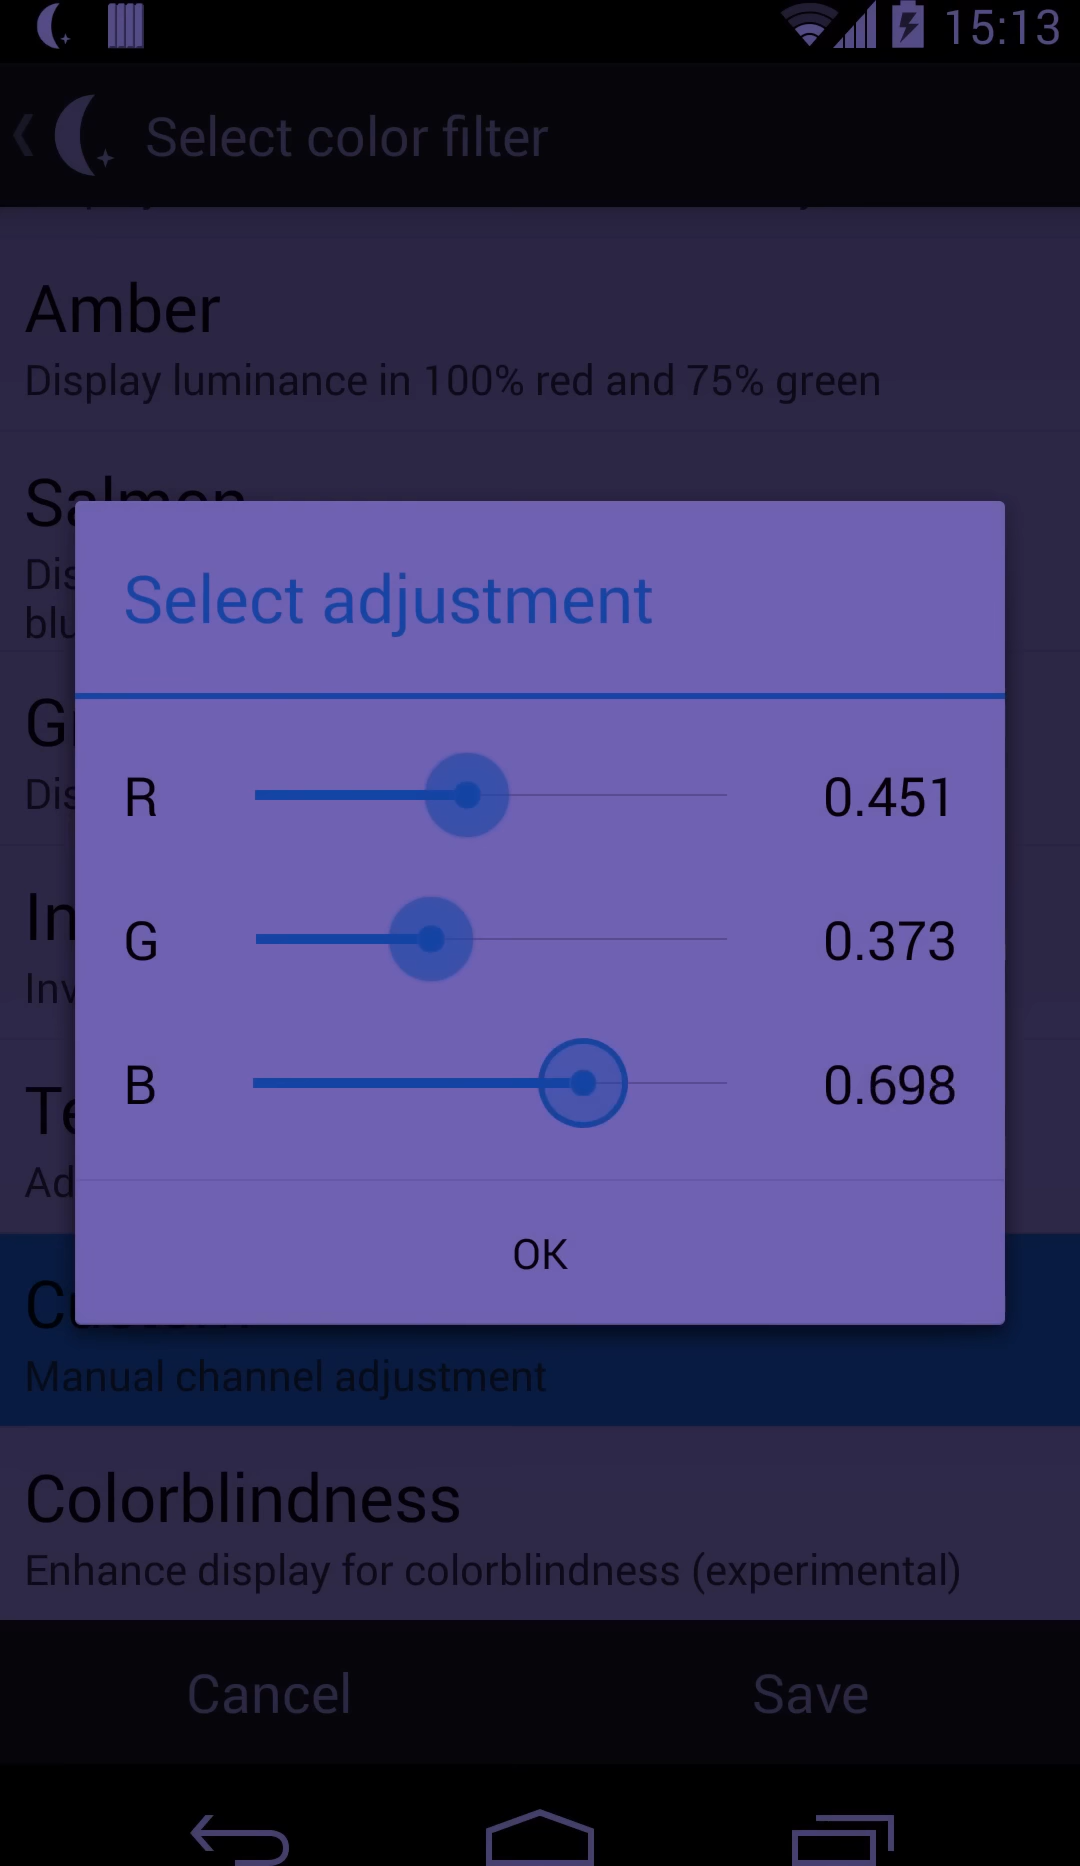 15:13
Select color filter
Amber
Display luminance in 100% red and 75% green
Select adjustment
R 0.451
G 0.373
B 0.698
OK
Manual channel adjustment
Colorblindness
Enhance display for colorblindness (experimental)
Cancel Save